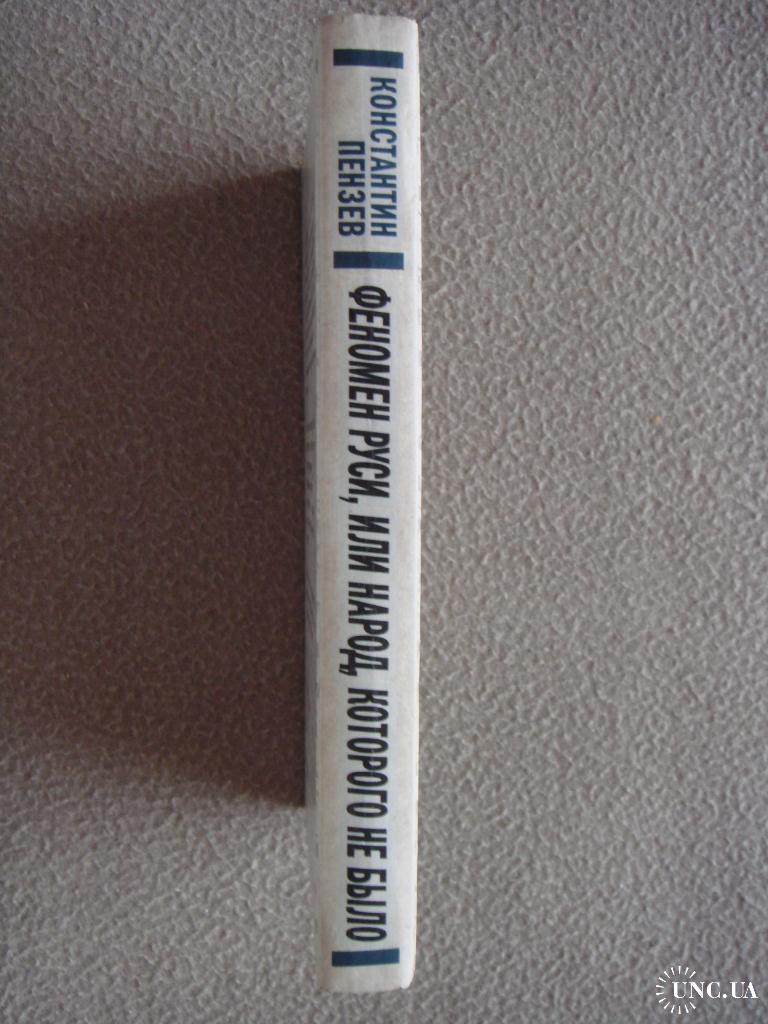 КОНСТАНТИН
ПЕНЗЕВ
ФЕНОМЕН РУСИ, ИЛИ НАРОД, КОТОРОГО НЕ БЫЛО
UNC.UA